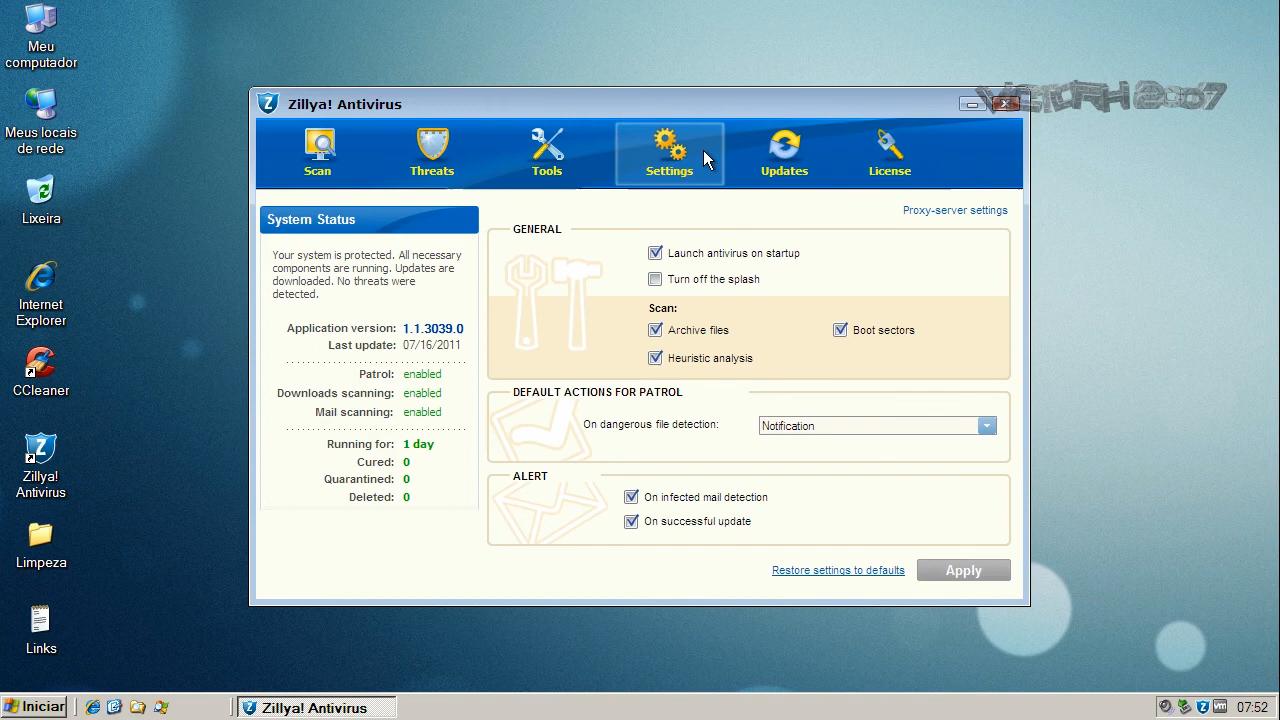 Meu
computador
Meus locais
de rede
Lixeira
Internet
Explorer
CCleaner
Zillya!
Antivirus
Limpeza
Links
Zillya! Antivirus
Scan
Threats
Tools
Settings
Updates
License
System Status
Your system is protected. All necessary
components are running. Updates are
downloaded. No threats were
detected.
Application version: 1.1.3039.0
Last update: 07/16/2011
Patrol: enabled
Downloads scanning: enabled
Mail scanning: enabled
Running for: 1 day
Cured: 0
Quarantined: 0
Deleted: 0
Proxy-server settings
GENERAL
Launch antivirus on startup
Turn off the splash
Scan:
Archive files
Boot sectors
Heuristic analysis
DEFAULT ACTIONS FOR PATROL
On dangerous file detection:
Notification
ALERT
On infected mail detection
On successful update
Restore settings to defaults
Apply
Iniciar
Zillya! Antivirus
07:52